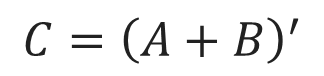 C = (A + B)′